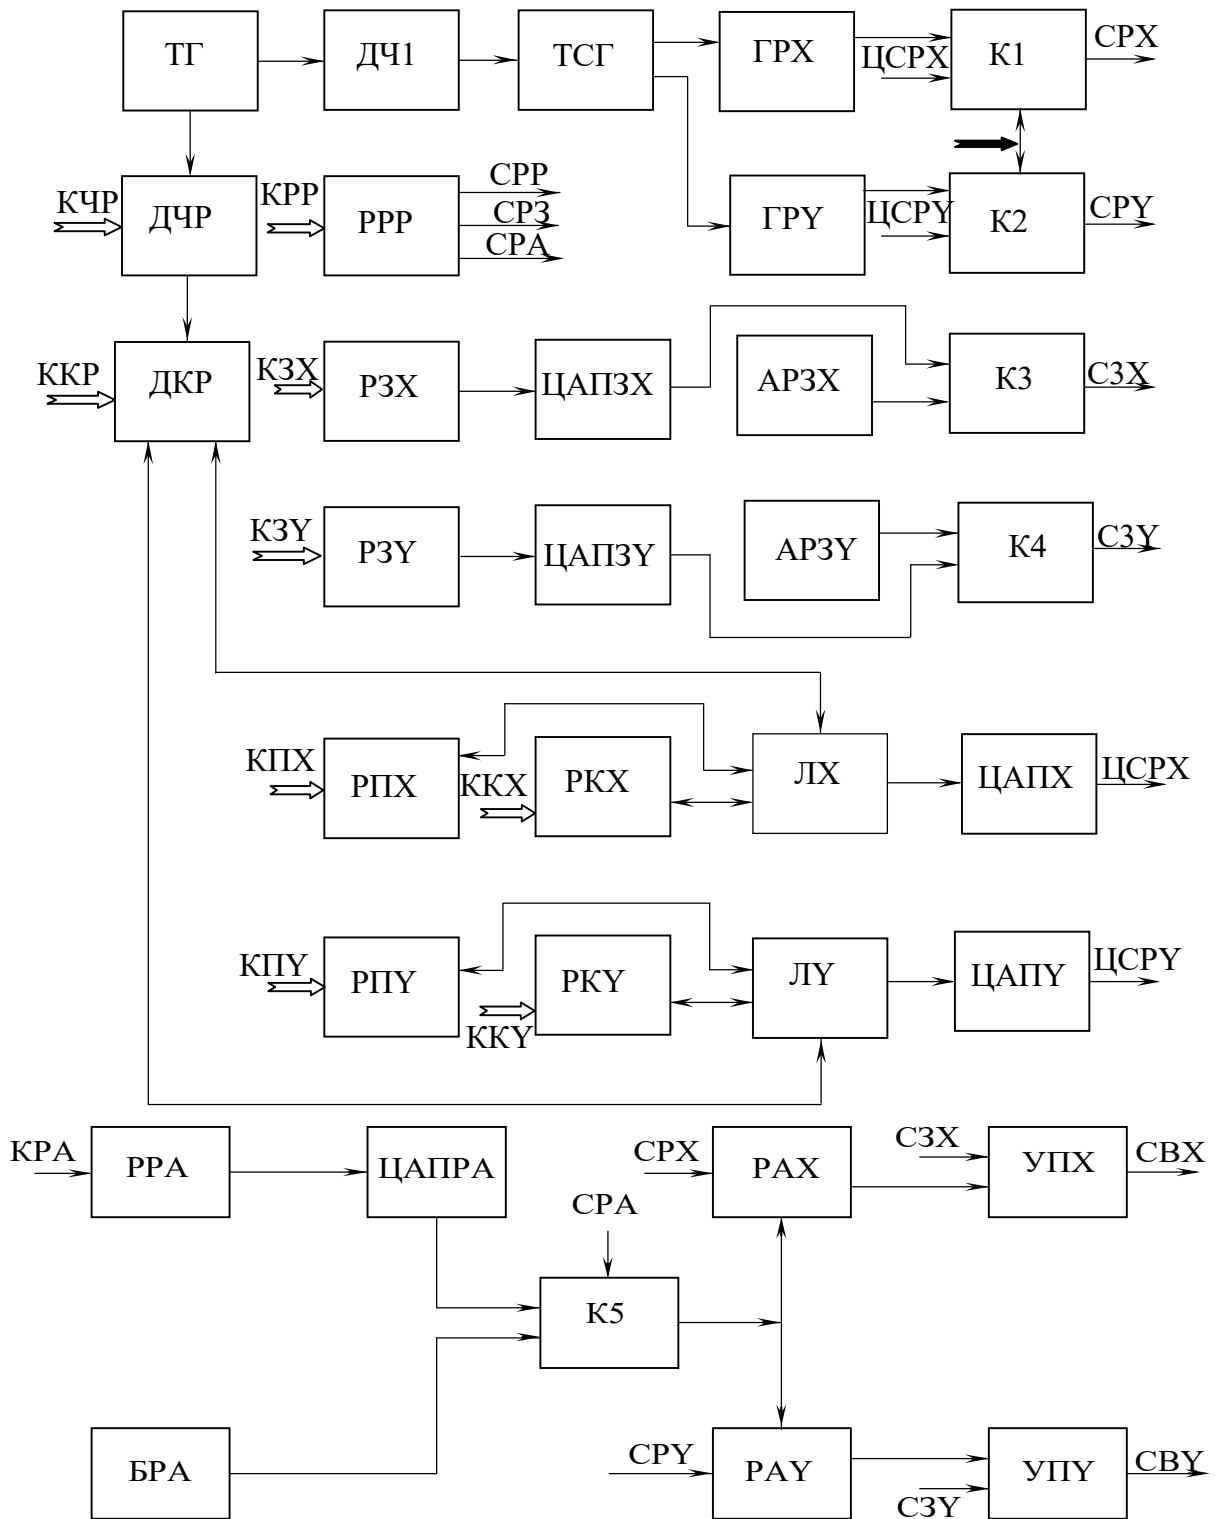 ТГ
ДЧ1
ТСГ
ГРХ
ЦСРХ
К1
СРХ
КЧР
ДЧР
КРР
РРР
СРР
СРЗ
СРА
ГРY
ЦСРY
К2
СРY
ККР
ДКР
КЗХ
РЗХ
ЦАПЗХ
АРЗХ
К3
СЗХ
КЗY
РЗY
ЦАПЗY
АРЗY
К4
СЗY
КПХ
РПХ
ККХ
РКХ
ЛХ
ЦАПХ
ЦСРХ
КПY
РПY
ККY
РКY
ЛY
ЦАПY
ЦСРY
КРА
РРА
ЦАПРА
СРХ
РАХ
СЗХ
УПХ
СВХ
СРА
К5
БРА
СРY
РАY
СЗY
УПY
СВY